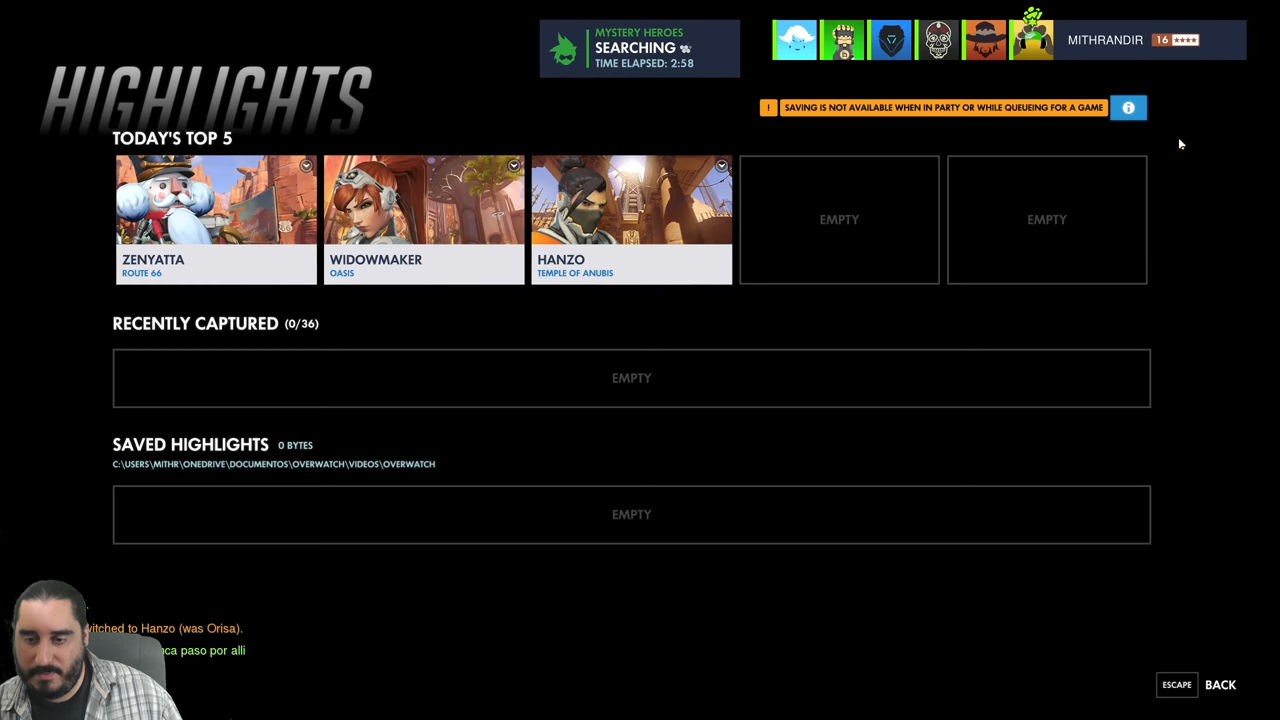 MYSTERY HEROES
SEARCHING
TIME ELAPSED: 2:58
MITHRANDIR
16
HIGHLIGHTS
! SAVING IS NOT AVAILABLE WHEN IN PARTY OR WHILE QUEUEING FOR A GAME
TODAY'S TOP 5
ZENYATTA
ROUTE 66
WIDOWMAKER
OASIS
HANZO
TEMPLE OF ANUBIS
EMPTY
EMPTY
RECENTLY CAPTURED (0/36)
EMPTY
SAVED HIGHLIGHTS 0 BYTES
C:\USERS\MITHR\ONEDRIVE\DOCUMENTOS\OVERWATCH\VIDEOS\OVERWATCH
EMPTY
to Hanzo (was Orisa).
paso por alli
ESCAPE BACK